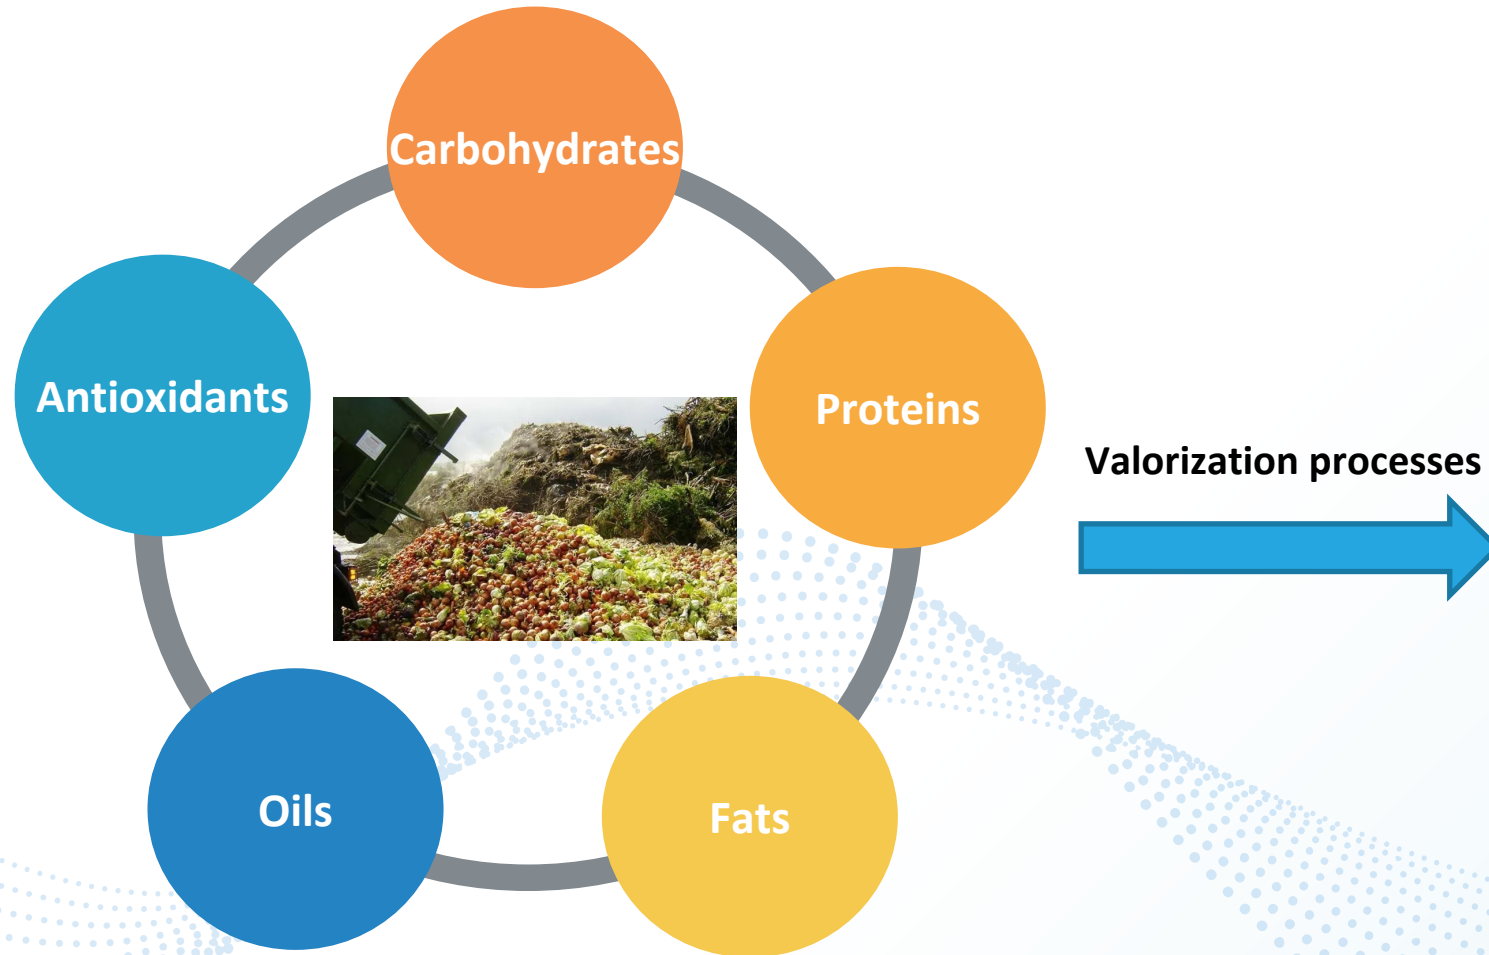 Carbohydrates
Antioxidants
Proteins
Valorization processes
Oils
Fats